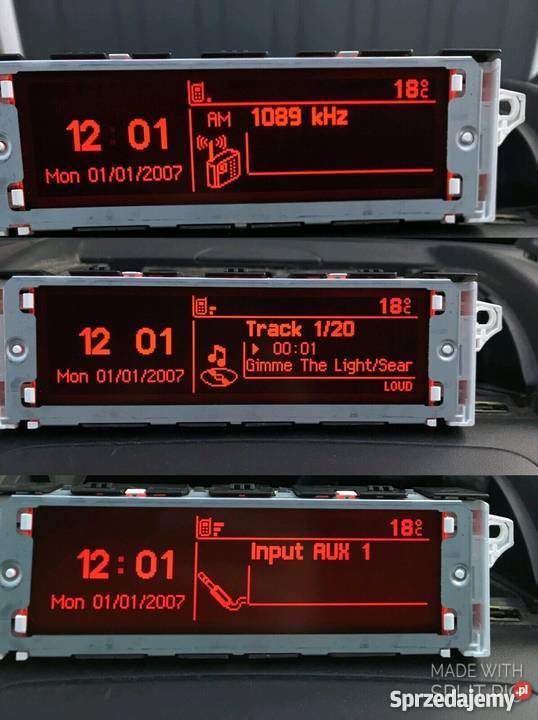 18°C
AM 1089 kHz
12 01
Mon 01/01/2007
18°C
Track 1/20
00:01
12 01
Gimme The Light/Sear
Mon 01/01/2007
LOUD
18°C
Input AUX 1
12:01
Mon 01/01/2007
MADE WITH
SPLIT PIC
Sprzedajemy.pl